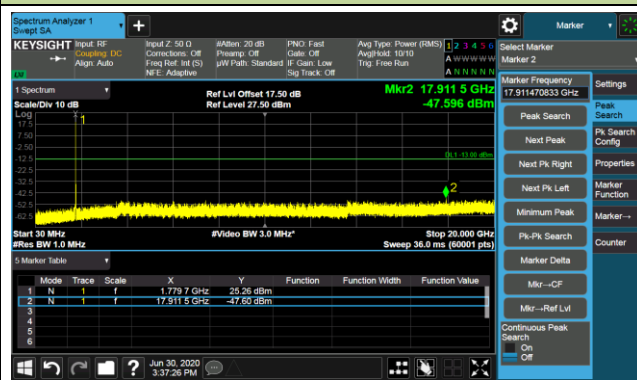 Spectrum Analyzer 1
Swept SA
Marker
KEYSIGHT
Input: RF
Coupling: DC
Align: Auto
Input Z: 50 Ω
Corrections: Off
Freq Ref: Int (S)
NFE: Adaptive
#Atten: 20 dB
Preamp: Off
µW Path: Standard
PNO: Fast
Gate: Off
IF Gain: Low
Sig Track: Off
Avg Type: Power (RMS)
Avg|Hold: 10/10
Trig: Free Run
1 2 3 4 5 6
A W W W W W
A N N N N N
Select Marker
Marker 2
Marker Frequency
17.911470833 GHz
Settings
Peak Search
Next Peak
Next Pk Right
Next Pk Left
Minimum Peak
Pk-Pk Search
Marker Delta
Mkr→CF
Mkr→Ref Lvl
Continuous Peak
Search
On
Off
Peak
Search
Pk Search
Config
Properties
Marker
Function
Marker→
Counter
1 Spectrum
Scale/Div 10 dB
Log
Ref Lvl Offset 17.50 dB
Ref Level 27.50 dBm
Mkr2 17.911 5 GHz
-47.596 dBm
17.5
7.50
-2.50
-12.5
-22.5
-32.5
-42.5
-52.5
-62.5
1
DL1 -13.00 dBm
2
Start 30 MHz
#Res BW 1.0 MHz
#Video BW 3.0 MHz*
Stop 20.000 GHz
Sweep 36.0 ms (60001 pts)
5 Marker Table
Mode Trace Scale X Y Function Function Width Function Value
1 N 1 f 1.779 7 GHz 25.26 dBm
2 N 1 f 17.911 5 GHz -47.60 dBm
3
4
5
6
Jun 30, 2020
3:37:26 PM